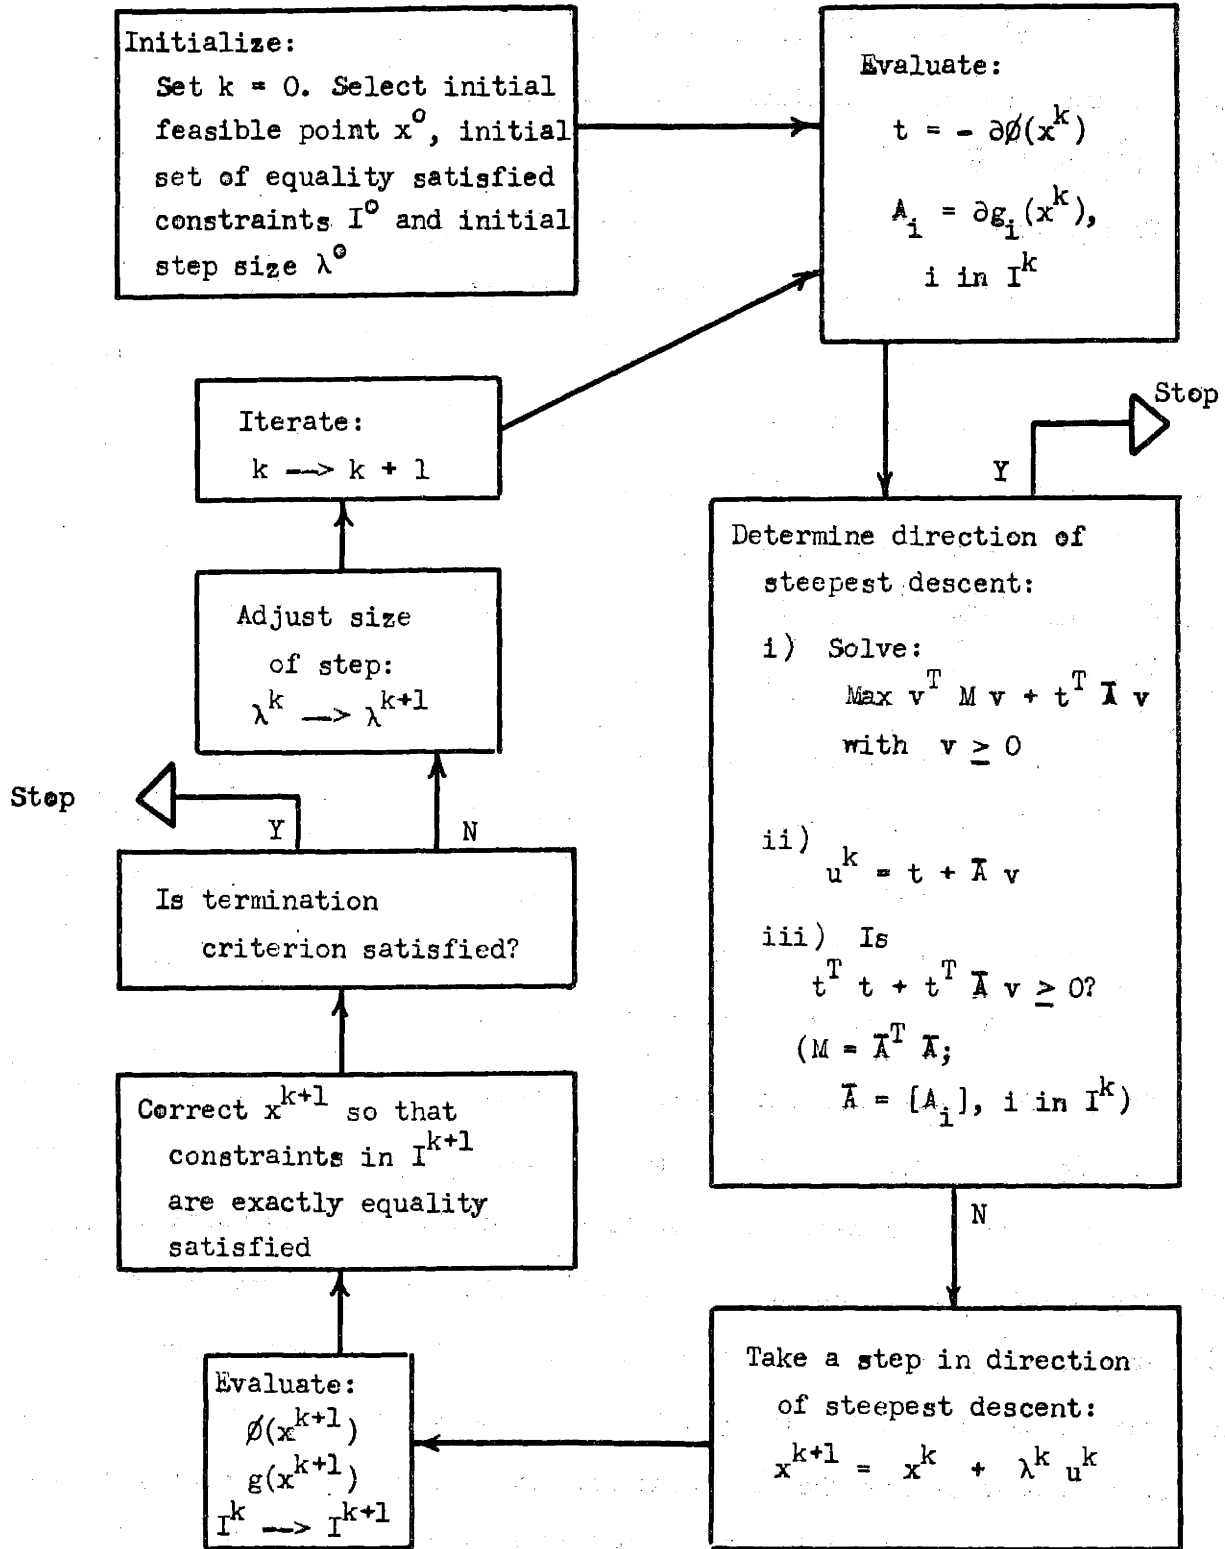 Initialize:
Set k = 0. Select initial
feasible point x^o, initial
set of equality satisfied
constraints I^o and initial
step size λ^o
Evaluate:
t = - ∂ø(x^k)
A_i = ∂g_i(x^k),
i in I^k
Stop
Y
Determine direction of
steepest descent:
i) Solve:
Max v^T M v + t^T Ā v
with v ≥ 0
ii) u^k = t + Ā v
iii) Is
t^T t + t^T Ā v ≥ 0?
(M = Ā^T Ā;
Ā = [A_i], i in I^k)
N
Take a step in direction
of steepest descent:
x^{k+1} = x^k + λ^k u^k
Evaluate:
ø(x^{k+1})
g(x^{k+1})
I^k —> I^{k+1}
Correct x^{k+1} so that
constraints in I^{k+1}
are exactly equality
satisfied
Is termination
criterion satisfied?
Y
N
Stop
Adjust size
of step:
λ^k —> λ^{k+1}
Iterate:
k —> k + 1